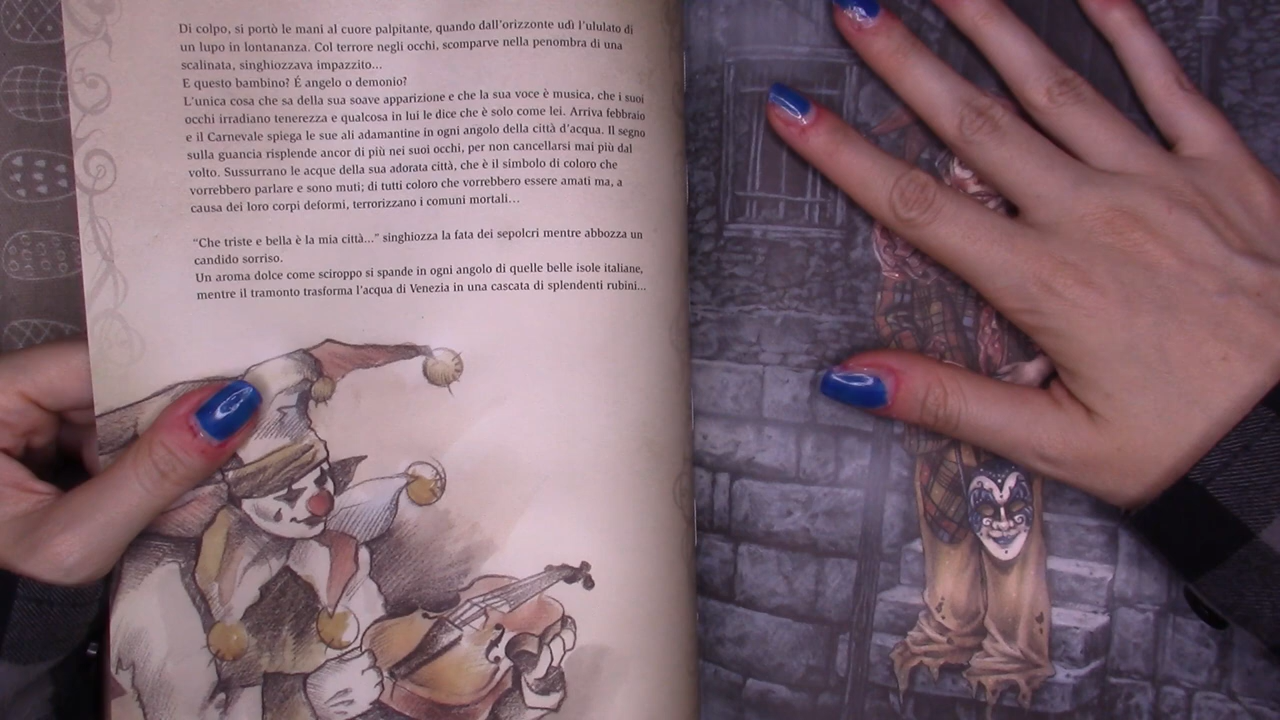 Di colpo, si portò le mani al cuore palpitante, quando dall'orizzonte udì l'ululato di
un lupo in lontananza. Col terrore negli occhi, scomparve nella penombra di una
scalinata, singhiozzava impazzito...
E questo bambino? É angelo o demonio?
L'unica cosa che sa della sua soave apparizione e che la sua voce è musica, che i suoi
occhi irradiano tenerezza e qualcosa in lui le dice che è solo come lei. Arriva febbraio
e il Carnevale spiega le sue ali adamantine in ogni angolo della città d'acqua. Il segno
sulla guancia risplende ancor di più nei suoi occhi, per non cancellarsi mai più dal
volto. Sussurrano le acque della sua adorata città, che è il simbolo di coloro che
vorrebbero parlare e sono muti; di tutti coloro che vorrebbero essere amati ma, a
causa dei loro corpi deformi, terrorizzano i comuni mortali...
"Che triste e bella è la mia città..." singhiozza la fata dei sepolcri mentre abbozza un
candido sorriso.
Un aroma dolce come sciroppo si spande in ogni angolo di quelle belle isole italiane,
mentre il tramonto trasforma l'acqua di Venezia in una cascata di splendenti rubini...